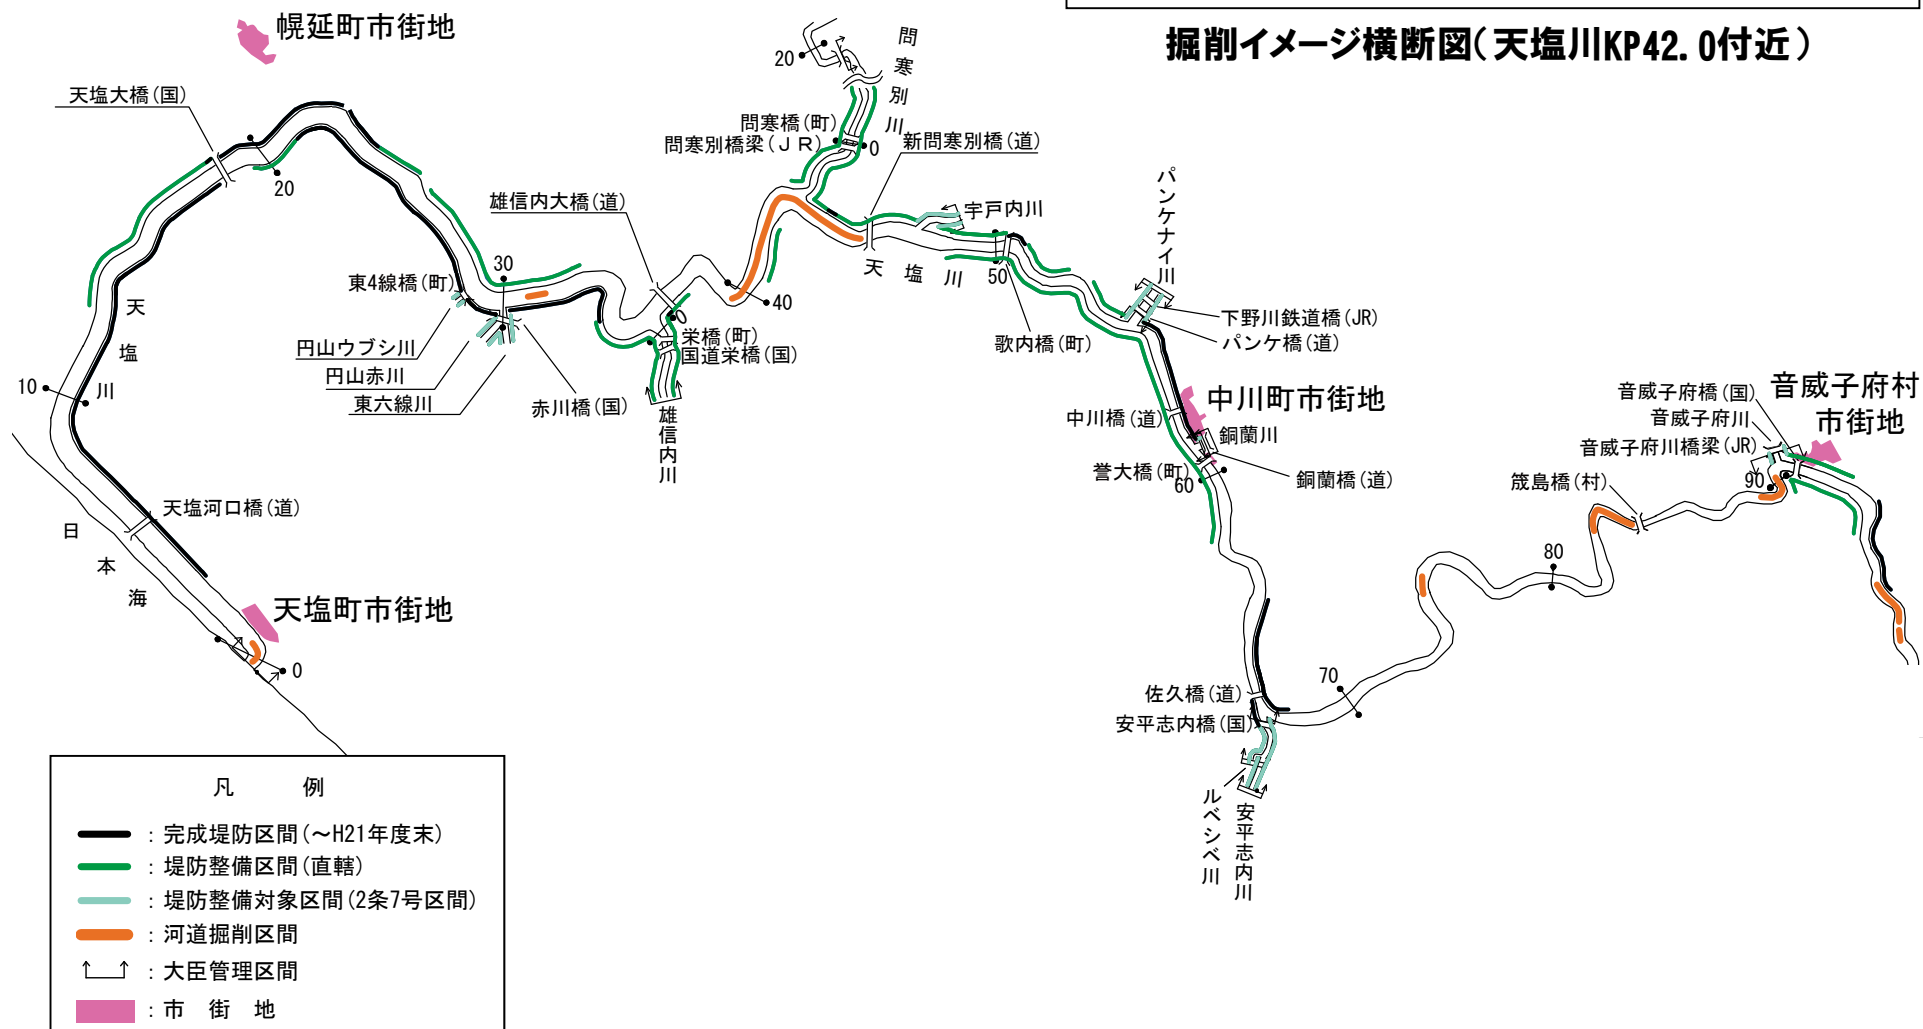 掘削イメージ横断図(天塩川KP42.0付近)
幌延町市街地
天塩大橋(国)
20
20
問寒別川
問寒橋(町)
問寒別橋梁(JR)
0
新問寒別橋(道)
雄信内大橋(道)
宇戸内川
パンケナイ川
30
東4線橋(町)
40
天塩川
50
下野川鉄道橋(JR)
パンケ橋(道)
歌内橋(町)
0
栄橋(町)
国道栄橋(国)
円山ウブシ川
円山赤川
東六線川
赤川橋(国)
雄信内川
天塩川
10
中川町市街地
中川橋(道)
銅蘭川
誉大橋(町)
60
銅蘭橋(道)
音威子府橋(国)
音威子府川
音威子府川橋梁(JR)
音威子府村
市街地
筬島橋(村)
90
天塩河口橋(道)
日本海
80
天塩町市街地
0
70
佐久橋(道)
安平志内橋(国)
ルベシベ川
安平志内川
凡 例
:完成堤防区間(~H21年度末)
:堤防整備区間(直轄)
:堤防整備対象区間(2条7号区間)
:河道掘削区間
:大臣管理区間
:市 街 地